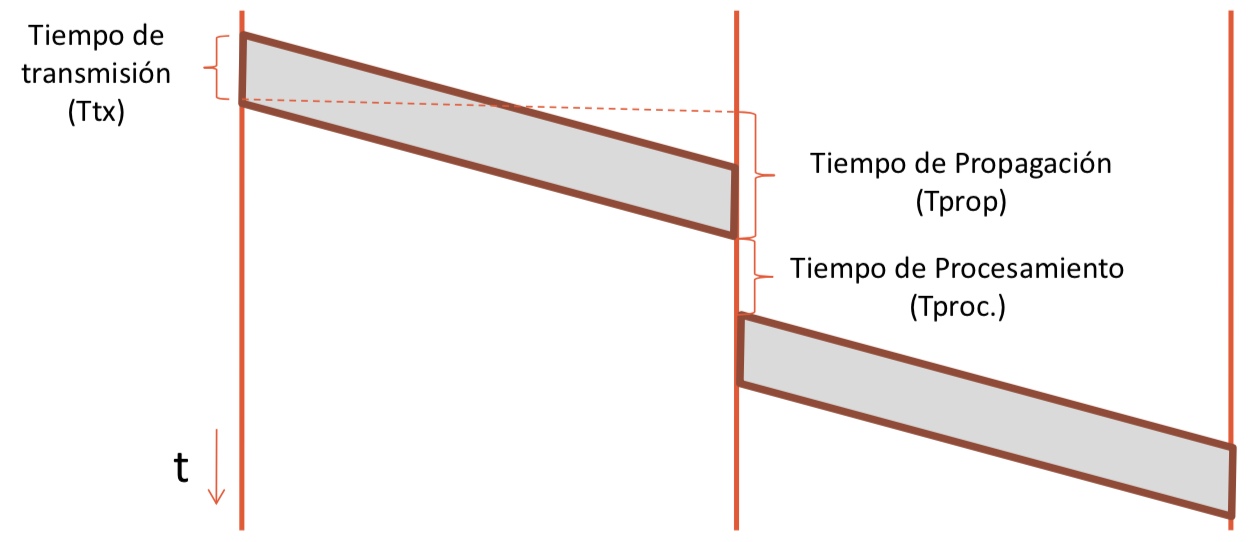 Tiempo de
transmisión
(Ttx)
Tiempo de Propagación
(Tprop)
Tiempo de Procesamiento
(Tproc.)
t